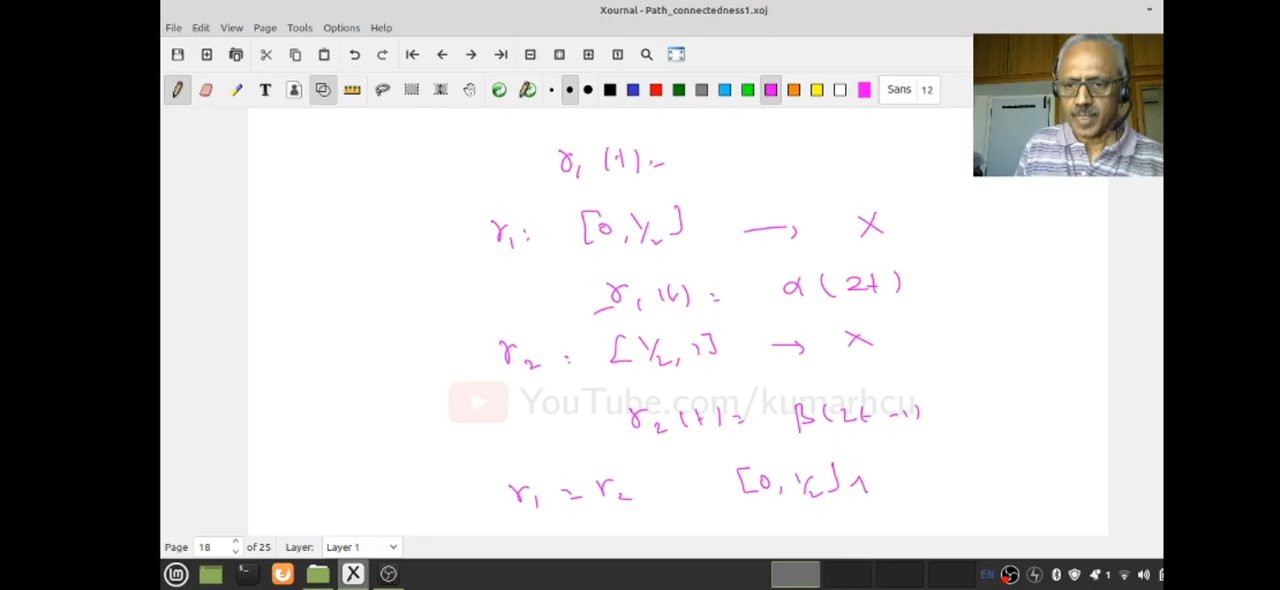 Xournal - Path_connectedness1.xoj
File Edit View Page Tools Options Help
Sans 12
γ₁ (t) =
γ₁ : [0, 1/2] → X
γ₁ (t) = α (2t)
γ₂ : [1/2, 1] → X
YouTube.com/kumarhcu
γ₂ (t) = β (2t - 1)
γ₁ = γ₂ [0, 1/2] ∩
Page 18 of 25 Layer: Layer 1
EN 1